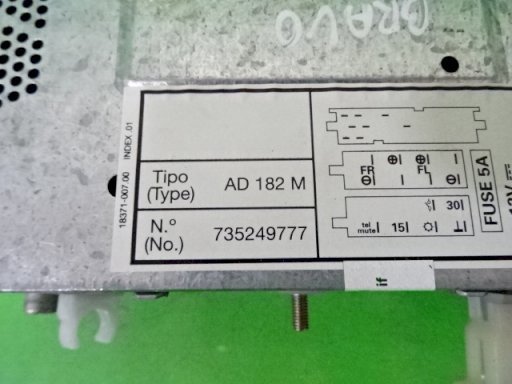 BRAVO
Tipo
(Type)
AD 182 M
N.º
(No.)
735249777
18371-007.00 INDEX .01
FR
FL
30
tel
mute
15
FUSE 5A
12V
if